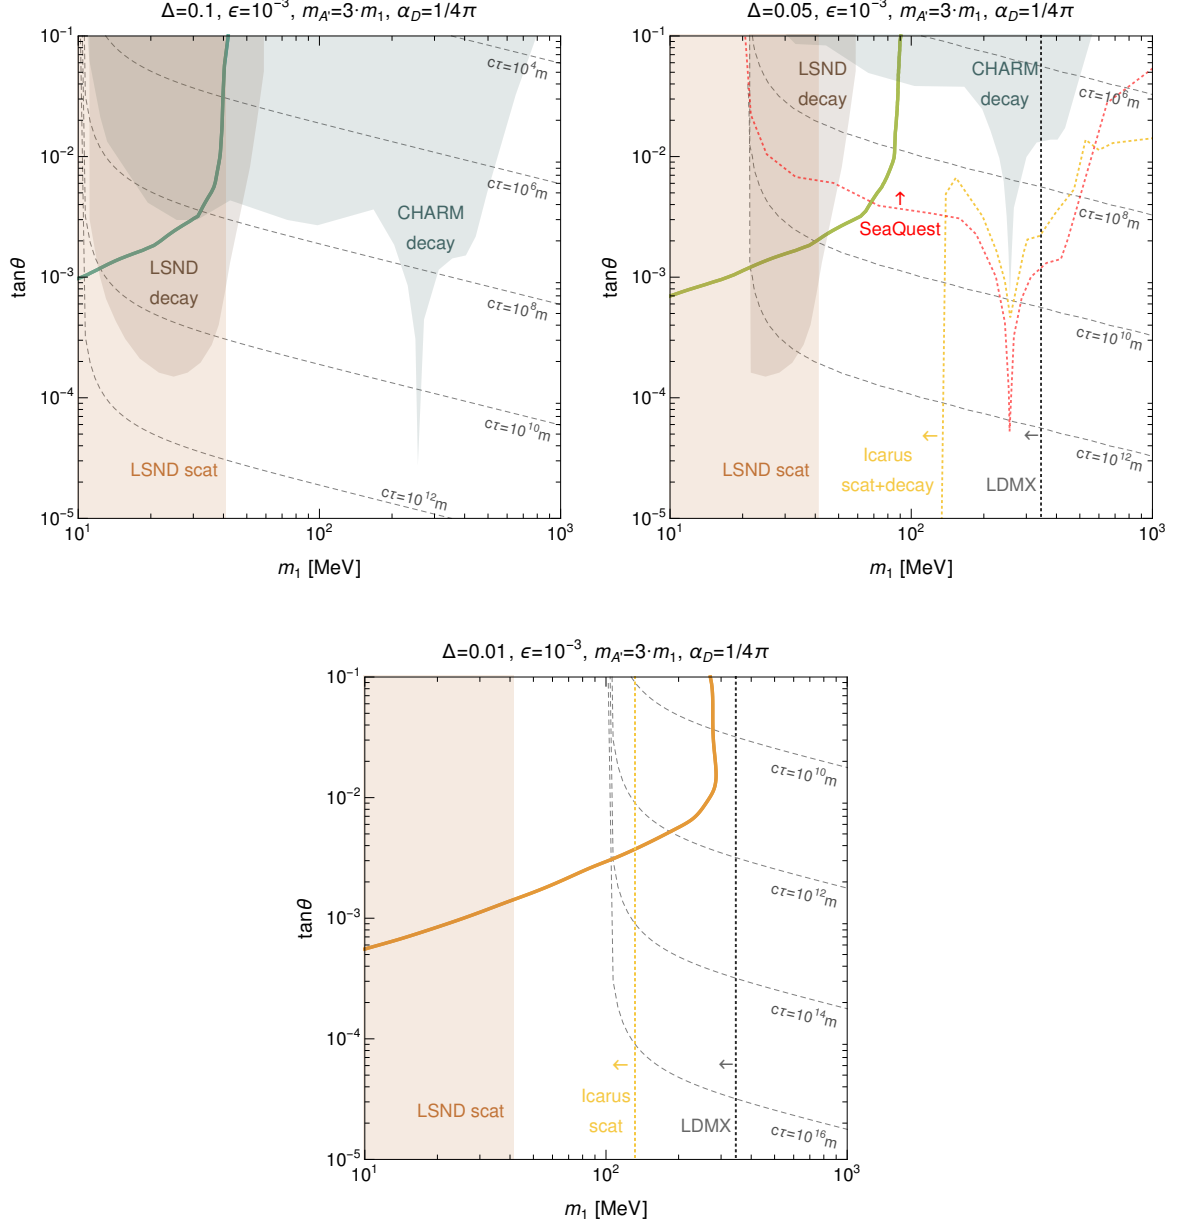 Δ=0.1, ϵ=10⁻³, m_A'=3·m₁, α_D=1/4π
10⁻¹
10⁻²
10⁻³
10⁻⁴
10⁻⁵
tanθ
cτ=10⁴m
cτ=10⁶m
CHARM
decay
LSND
decay
cτ=10⁸m
cτ=10¹⁰m
LSND scat
cτ=10¹²m
10¹
10²
10³
m₁ [MeV]
Δ=0.05, ϵ=10⁻³, m_A'=3·m₁, α_D=1/4π
10⁻¹
10⁻²
10⁻³
10⁻⁴
10⁻⁵
tanθ
LSND
decay
CHARM
decay
cτ=10⁶m
cτ=10⁸m
SeaQuest
cτ=10¹⁰m
LSND scat
Icarus
scat+decay
LDMX
cτ=10¹²m
10¹
10²
10³
m₁ [MeV]
Δ=0.01, ϵ=10⁻³, m_A'=3·m₁, α_D=1/4π
10⁻¹
10⁻²
10⁻³
10⁻⁴
10⁻⁵
tanθ
cτ=10¹⁰m
cτ=10¹²m
cτ=10¹⁴m
LSND scat
Icarus
scat
LDMX
cτ=10¹⁶m
10¹
10²
10³
m₁ [MeV]